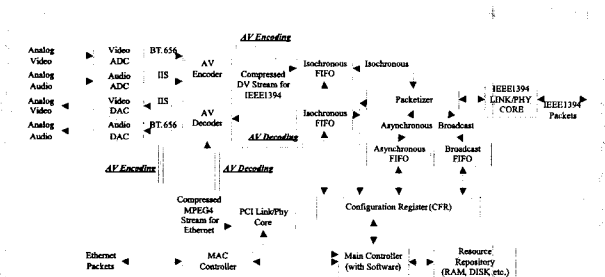 AV Encoding
Analog Video
Video ADC
BT.656
AV Encoder
Compressed DV Stream for IEEE1394
Isochronous FIFO
Isochronous
Analog Audio
Audio ADC
IIS
Packetizer
IEEE1394 LINK/PHY CORE
IEEE1394 Packets
Analog Video
Video DAC
IIS
AV Decoder
Isochronous FIFO
Analog Audio
Audio DAC
BT.656
AV Decoding
Asynchronous
Broadcast
Asynchronous FIFO
Broadcast FIFO
AV Encoding
AV Decoding
Compressed MPEG4 Stream for Ethernet
PCI Link/Phy Core
Configuration Register(CFR)
Ethernet Packets
MAC Controller
Main Controller (with Software)
Resource Repository (RAM, DISK etc.)